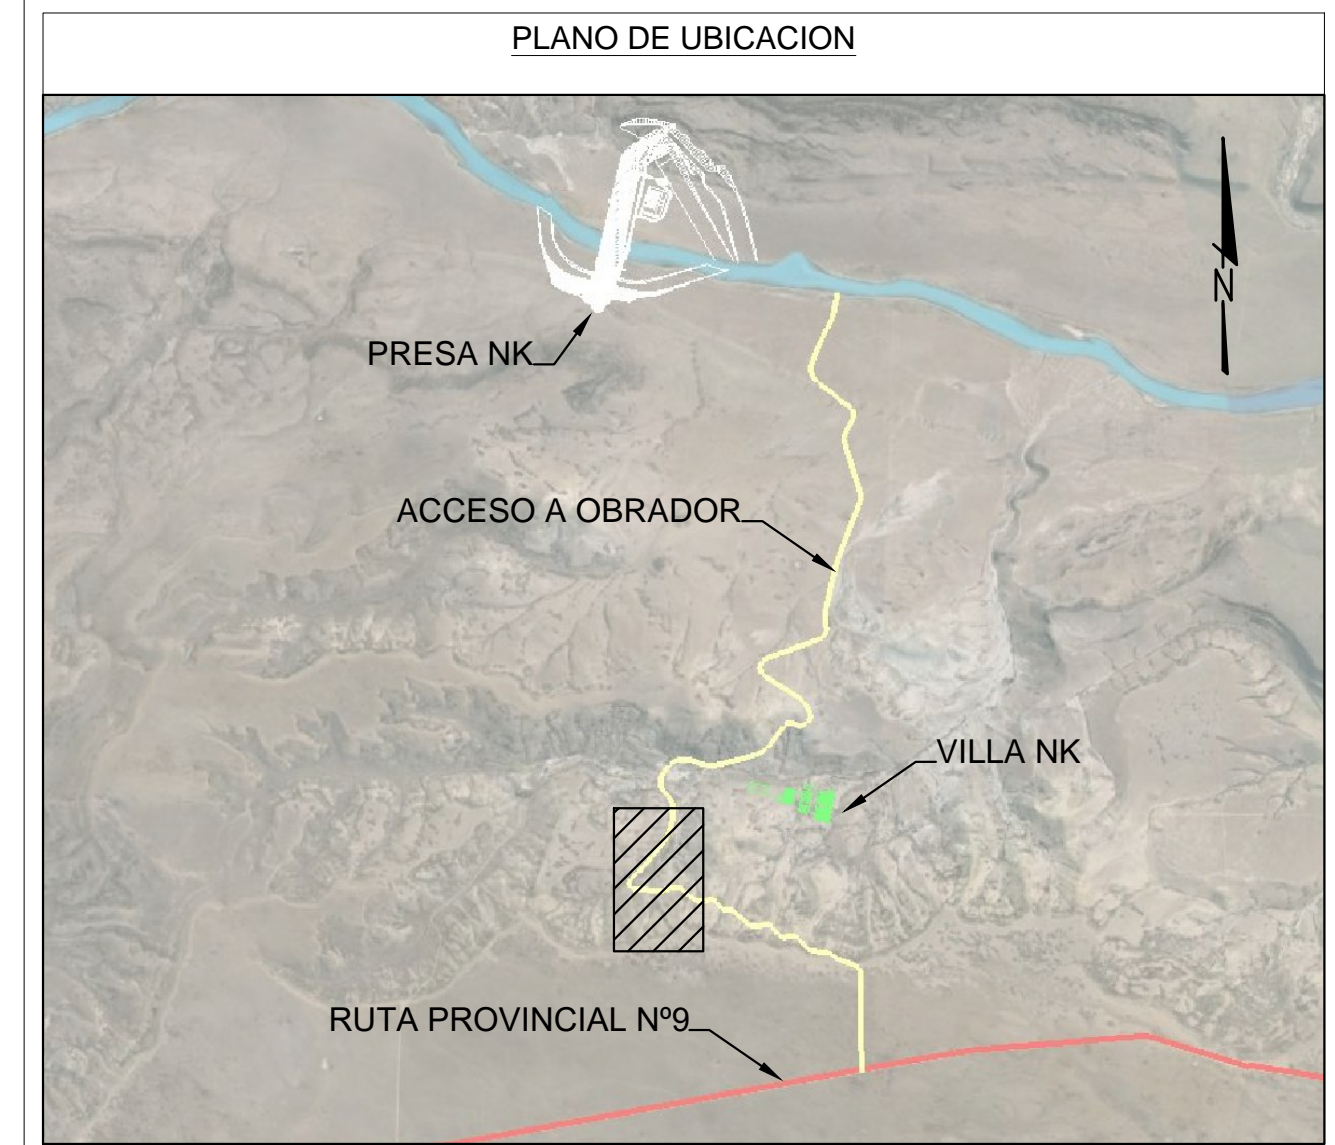 PLANO DE UBICACION
N
PRESA NK
ACCESO A OBRADOR
VILLA NK
RUTA PROVINCIAL Nº9